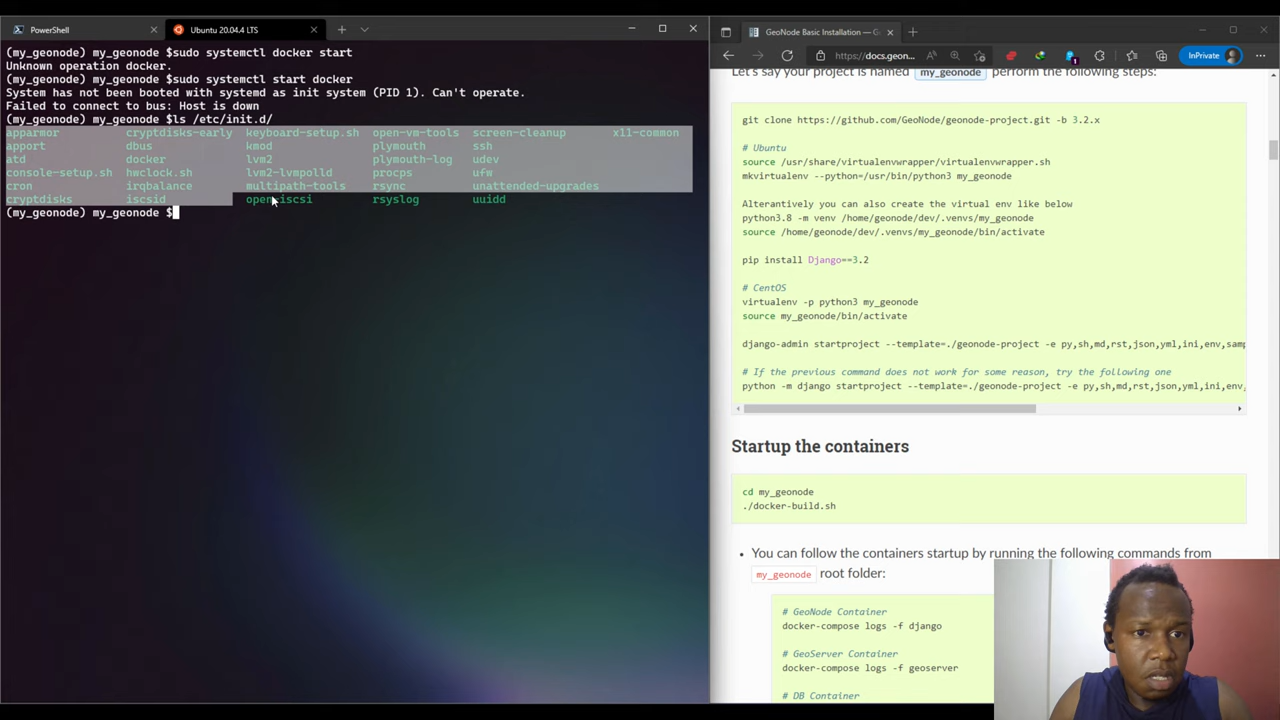 PowerShell
Ubuntu 20.04.4 LTS
(my_geonode) my_geonode $sudo systemctl docker start
Unknown operation docker.
(my_geonode) my_geonode $sudo systemctl start docker
System has not been booted with systemd as init system (PID 1). Can't operate.
Failed to connect to bus: Host is down
(my_geonode) my_geonode $ls /etc/init.d/
apparmor cryptdisks-early keyboard-setup.sh open-vm-tools screen-cleanup x11-common
apport dbus kmod plymouth ssh
atd docker lvm2 plymouth-log udev
console-setup.sh hwclock.sh lvm2-lvmpolld procps ufw
cron irqbalance multipath-tools rsync unattended-upgrades
cryptdisks iscsid open-iscsi rsyslog uuidd
(my_geonode) my_geonode $
GeoNode Basic Installation —
https://docs.geon...
InPrivate
Let's say your project is named my_geonode perform the following steps:
git clone https://github.com/GeoNode/geonode-project.git -b 3.2.x
# Ubuntu
source /usr/share/virtualenvwrapper/virtualenvwrapper.sh
mkvirtualenv --python=/usr/bin/python3 my_geonode
Alterantively you can also create the virtual env like below
python3.8 -m venv /home/geonode/dev/.venvs/my_geonode
source /home/geonode/dev/.venvs/my_geonode/bin/activate
pip install Django==3.2
# CentOS
virtualenv -p python3 my_geonode
source my_geonode/bin/activate
django-admin startproject --template=./geonode-project -e py,sh,md,rst,json,yml,ini,env,samp
# If the previous command does not work for some reason, try the following one
python -m django startproject --template=./geonode-project -e py,sh,md,rst,json,yml,ini,env,
Startup the containers
cd my_geonode
./docker-build.sh
• You can follow the containers startup by running the following commands from
my_geonode root folder:
# GeoNode Container
docker-compose logs -f django
# GeoServer Container
docker-compose logs -f geoserver
# DB Container